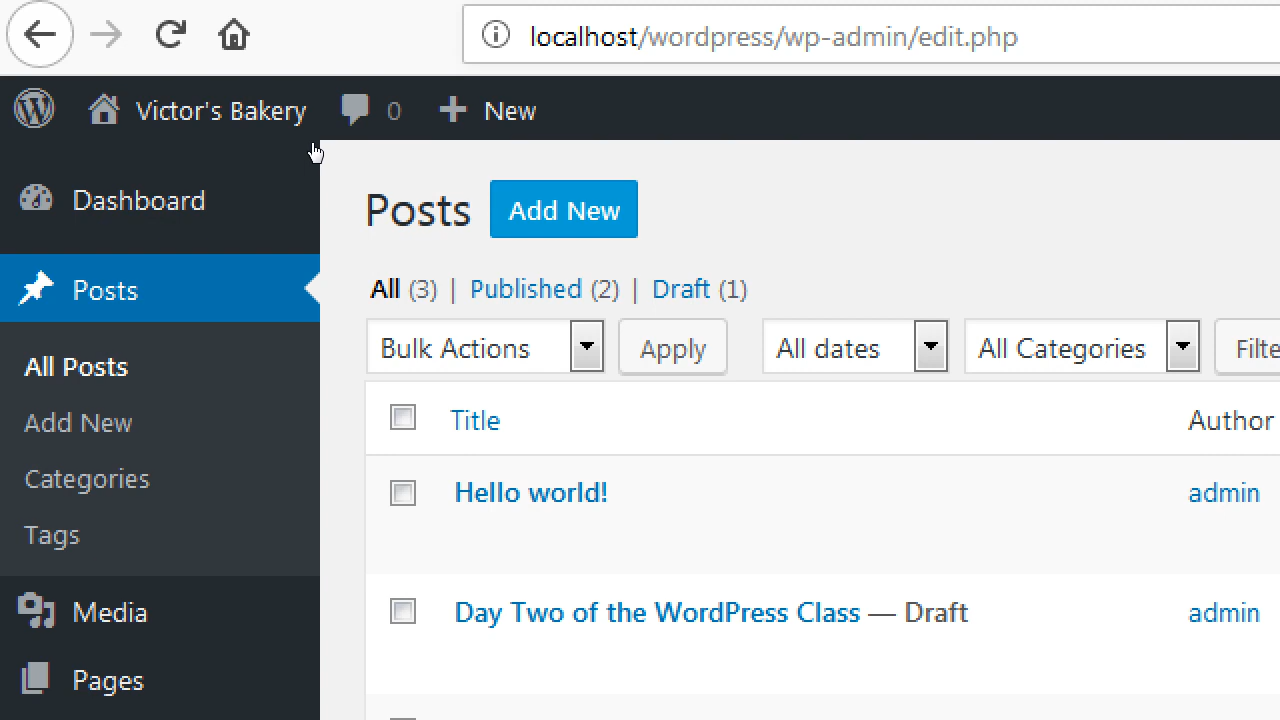 localhost/wordpress/wp-admin/edit.php
Victor's Bakery 0 New
Dashboard
Posts Add New
Posts
All (3) | Published (2) | Draft (1)
Bulk Actions Apply All dates All Categories Filte
All Posts
Add New
Categories
Tags
Media
Pages
Title Author
Hello world! admin
Day Two of the WordPress Class — Draft admin